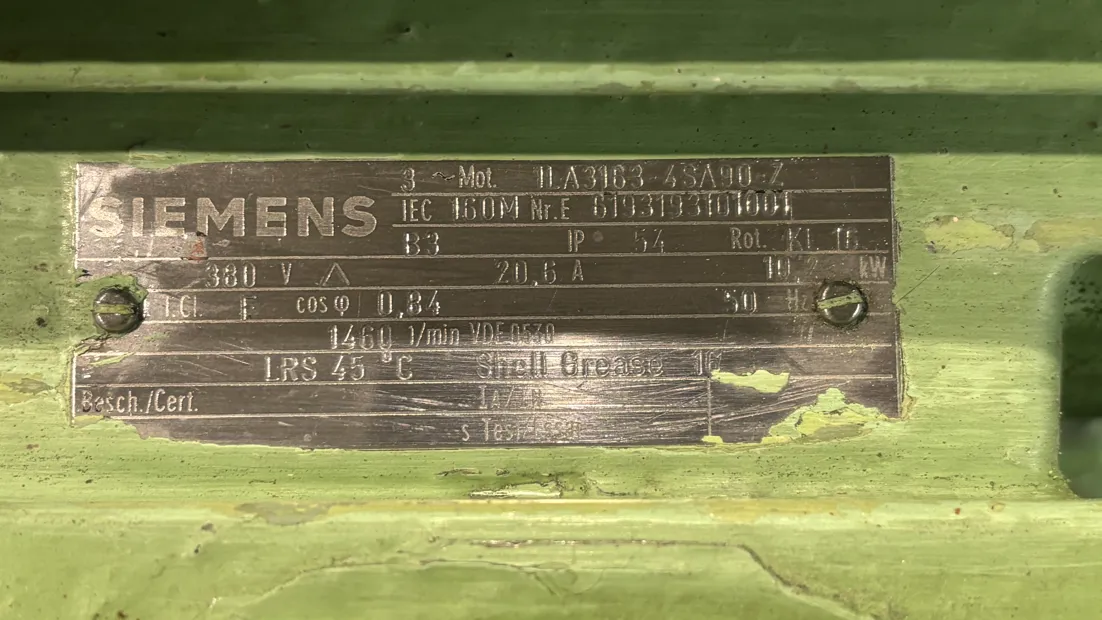 3 ~ Mot. 1LA3163-4SA90-Z
SIEMENS
IEC 160M Nr.E 6193193101001
B3 IP 54 Rot. KL 16
380 V △ 20,6 A kW
I.Cl. F cos φ 0,84 50 Hz
1460 1/min VDE 0530
LRS 45 °C Shell Grease
Besch./Cert.